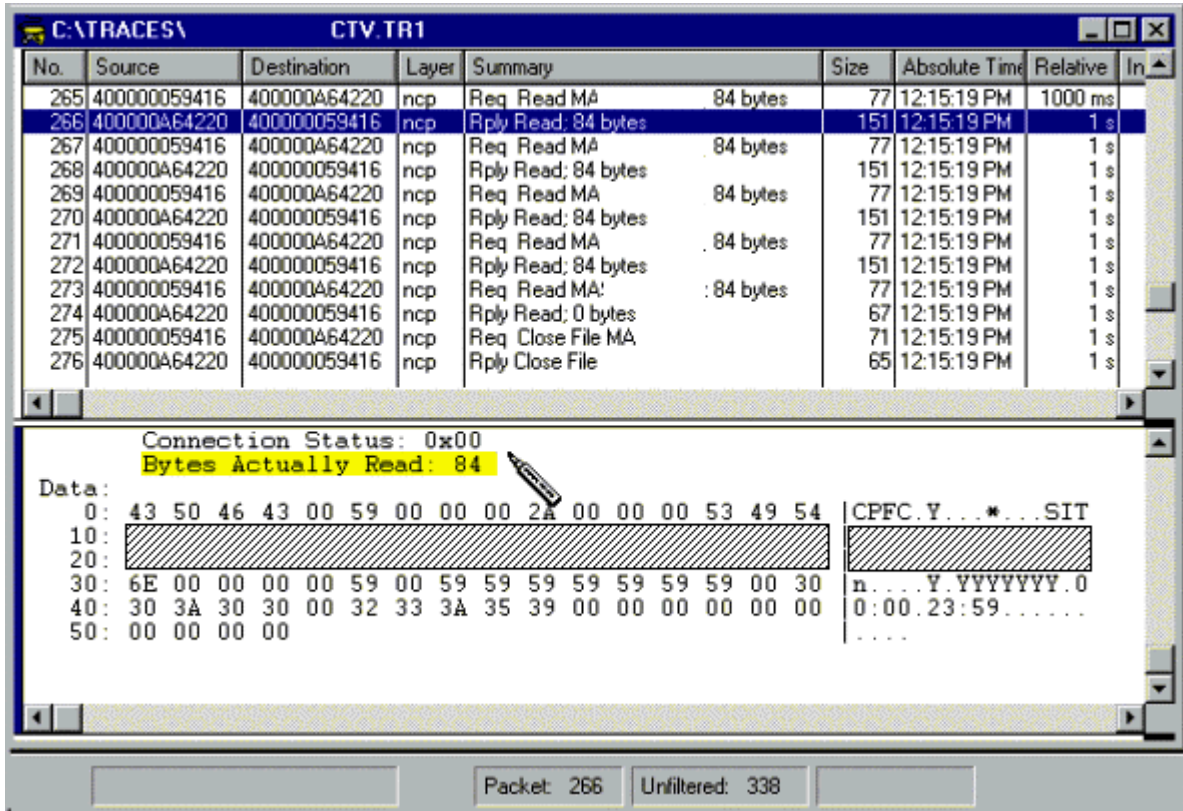 C:\TRACES\ CTV.TR1
No. Source Destination Layer Summary Size Absolute Time Relative In
265 400000059416 400000A64220 ncp Req Read MA 84 bytes 77 12:15:19 PM 1000 ms
266 400000A64220 400000059416 ncp Rply Read; 84 bytes 151 12:15:19 PM 1 s
267 400000059416 400000A64220 ncp Req Read MA 84 bytes 77 12:15:19 PM 1 s
268 400000A64220 400000059416 ncp Rply Read; 84 bytes 151 12:15:19 PM 1 s
269 400000059416 400000A64220 ncp Req Read MA 84 bytes 77 12:15:19 PM 1 s
270 400000A64220 400000059416 ncp Rply Read; 84 bytes 151 12:15:19 PM 1 s
271 400000059416 400000A64220 ncp Req Read MA . 84 bytes 77 12:15:19 PM 1 s
272 400000A64220 400000059416 ncp Rply Read; 84 bytes 151 12:15:19 PM 1 s
273 400000059416 400000A64220 ncp Req Read MA! : 84 bytes 77 12:15:19 PM 1 s
274 400000A64220 400000059416 ncp Rply Read; 0 bytes 67 12:15:19 PM 1 s
275 400000059416 400000A64220 ncp Req Close File MA 71 12:15:19 PM 1 s
276 400000A64220 400000059416 ncp Rply Close File 65 12:15:19 PM 1 s
Connection Status: 0x00
Bytes Actually Read: 84
Data:
0: 43 50 46 43 00 59 00 00 00 2A 00 00 00 53 49 54 |CPFC.Y...*...SIT
10:
20:
30: 6E 00 00 00 00 59 00 59 59 59 59 59 59 59 00 30 |n....Y.YYYYYYY.0
40: 30 3A 30 30 00 32 33 3A 35 39 00 00 00 00 00 00 |0:00.23:59......
50: 00 00 00 00 |....
Packet: 266 Unfiltered: 338